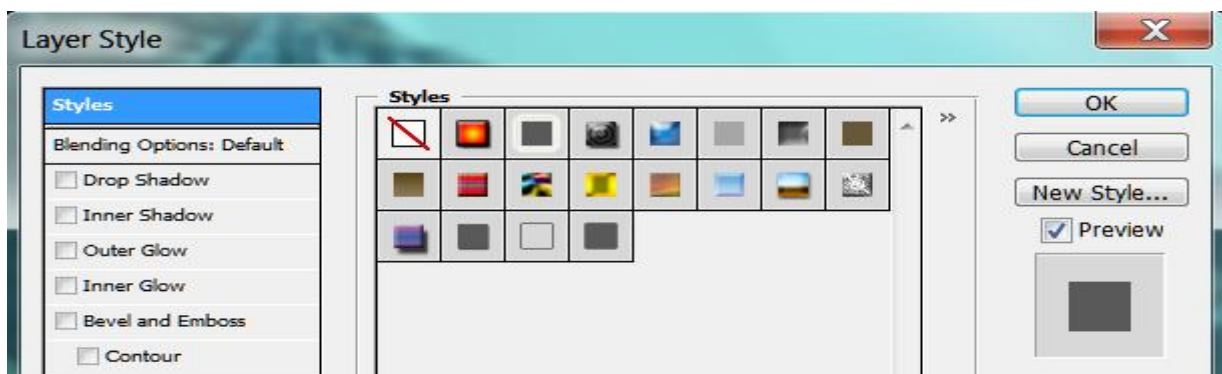 Layer Style
Styles
Blending Options: Default
Drop Shadow
Inner Shadow
Outer Glow
Inner Glow
Bevel and Emboss
Contour
Styles
OK
Cancel
New Style...
Preview